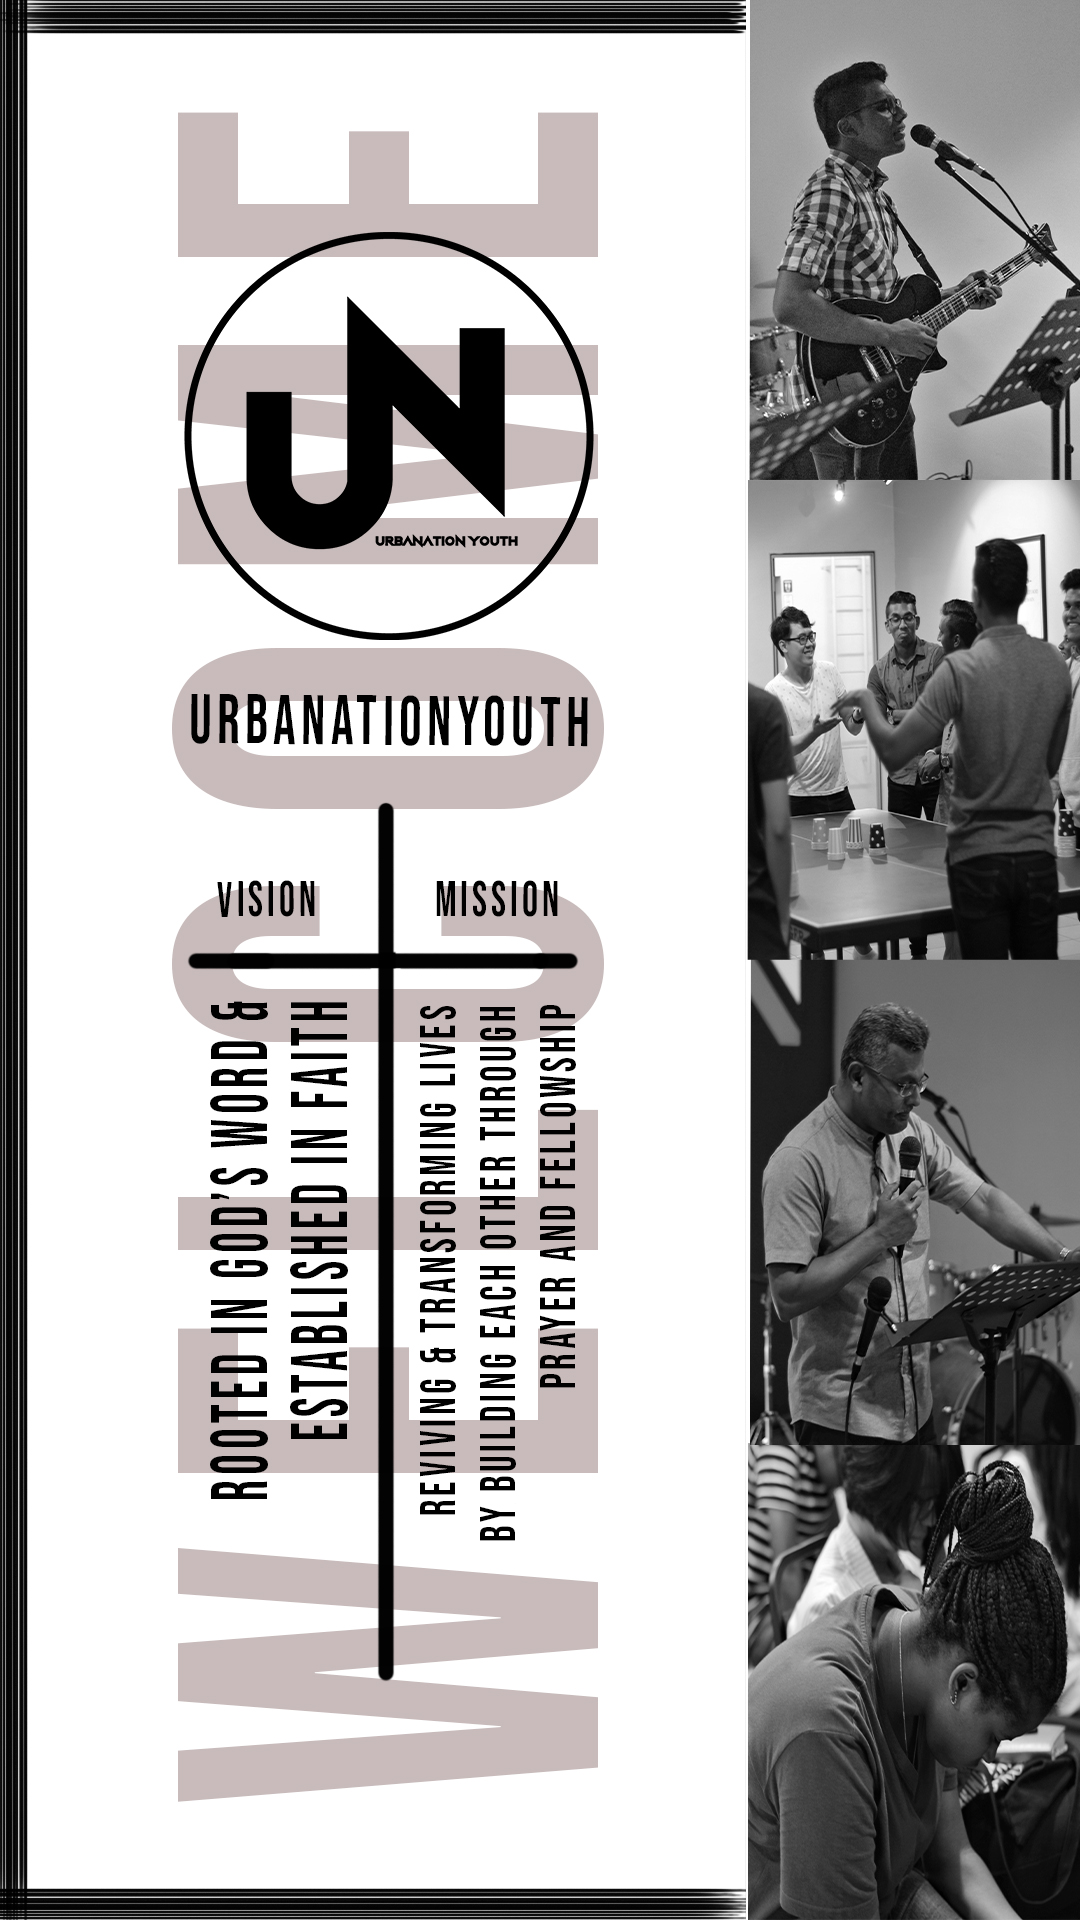 WELCOME
ROOTED IN GOD'S WORD &
ESTABLISHED IN FAITH
VISION
REVIVING & TRANSFORMING LIVES
BY BUILDING EACH OTHER THROUGH
PRAYER AND FELLOWSHIP
MISSION
URBANATIONYOUTH
UN
URBANATION YOUTH